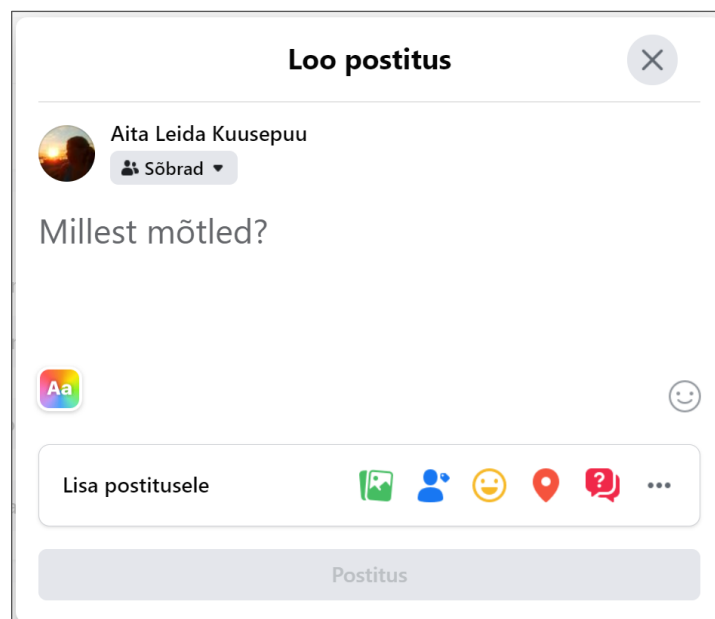 Loo postitus
Aita Leida Kuusepuu
Sõbrad
Millest mõtled?
Aa
Lisa postitusele
?
Postitus